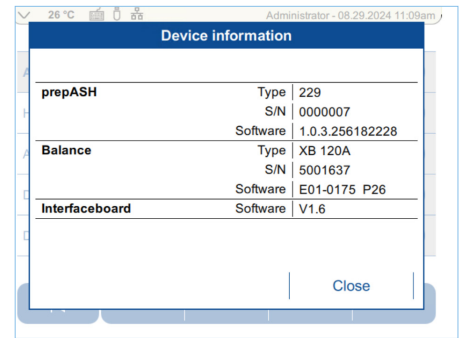 26 °C
Administrator - 08.29.2024 11:09am
Device information
prepASH Type 229
S/N 0000007
Software 1.0.3.256182228
Balance Type XB 120A
S/N 5001637
Software E01-0175 P26
Interfaceboard Software V1.6
Close